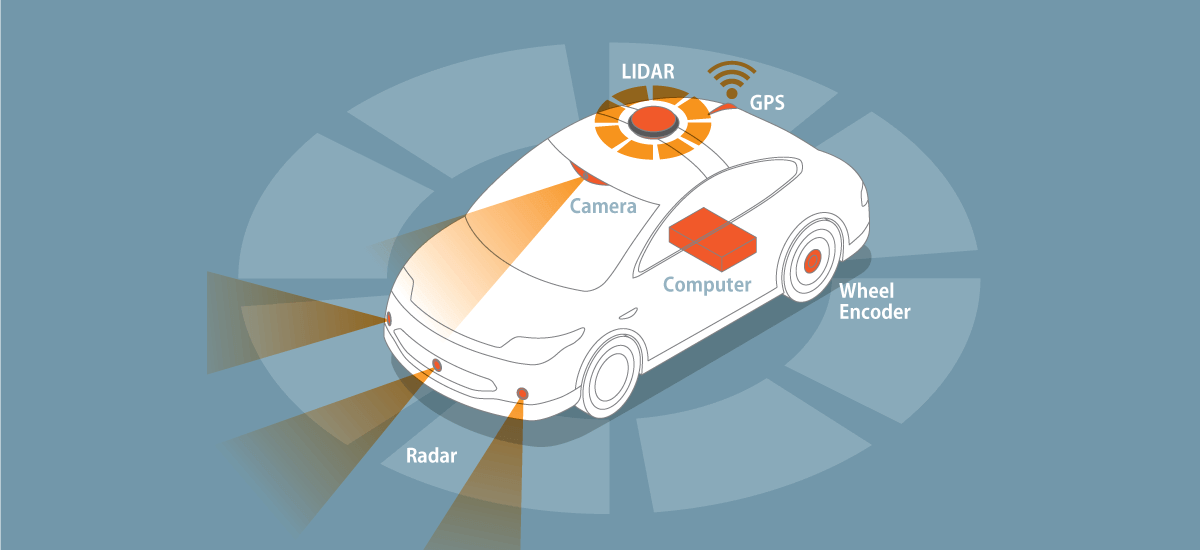 LIDAR
GPS
Camera
Computer
Wheel
Encoder
Radar